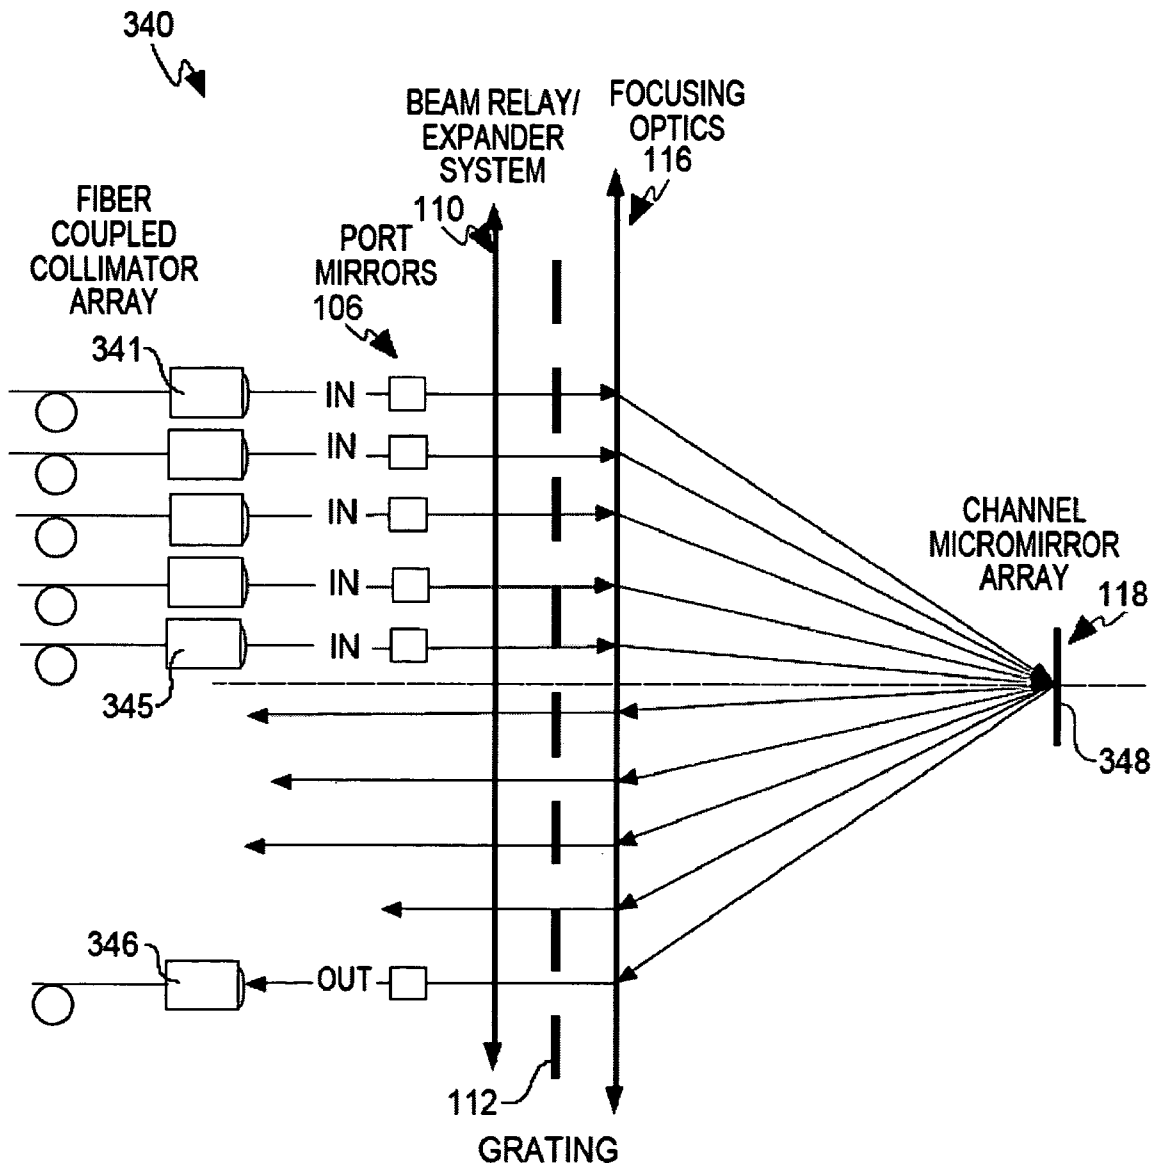 340
BEAM RELAY/
EXPANDER
SYSTEM
110
FOCUSING
OPTICS
116
FIBER
COUPLED
COLLIMATOR
ARRAY
PORT
MIRRORS
106
341
IN
IN
IN
IN
IN
345
CHANNEL
MICROMIRROR
ARRAY
118
348
346
OUT
112
GRATING